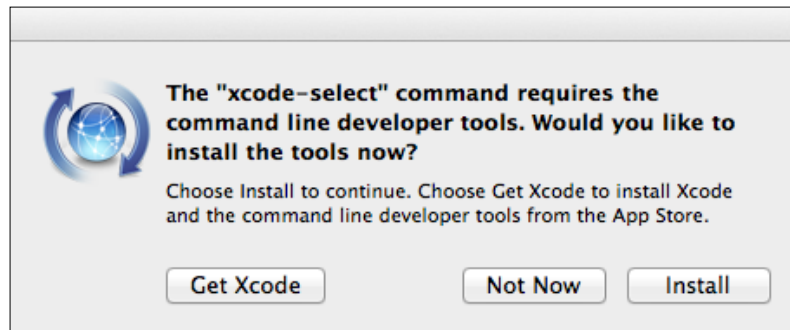 The "xcode-select" command requires the
command line developer tools. Would you like to
install the tools now?
Choose Install to continue. Choose Get Xcode to install Xcode
and the command line developer tools from the App Store.
Get Xcode
Not Now
Install